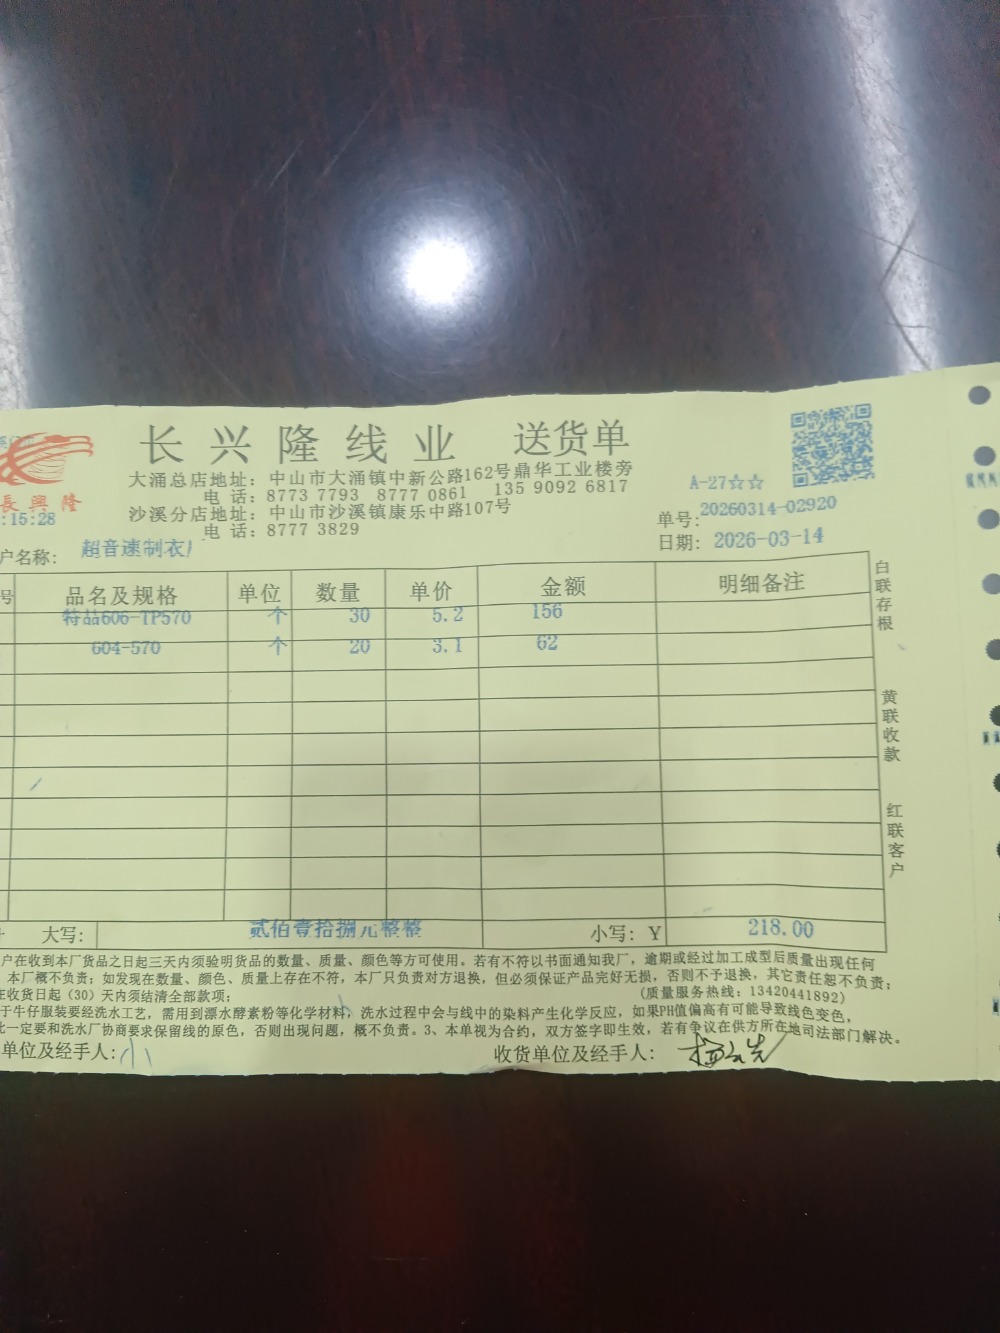 长兴隆线业 送货单
大涌总店地址：中山市大涌镇中新公路162号鼎华工业楼旁
电 话：8773 7793 8777 0861 135 9092 6817
沙溪分店地址：中山市沙溪镇康乐中路107号
电 话：8777 3829
長興隆
:15:28
A-27☆☆
单号：20260314-02920
日期：2026-03-14
户名称：超音速制衣厂
号 品名及规格 单位 数量 单价 金额 明细备注
特品606-TP570 个 30 5.2 156
604-570 个 20 3.1 62
大写：贰佰壹拾捌元整整 小写：Y 218.00
户在收到本厂货品之日起三天内须验明货品的数量、质量、颜色等方可使用。若有不符以书面通知我厂，逾期或经过加工成型后质量出现任何
，本厂概不负责；如发现在数量、颜色、质量上存在不符，本厂只负责对方退换，但必须保证产品完好无损，否则不予退换，其它责任恕不负责；
在收货日起（30）天内须结清全部款项； （质量服务热线：13420441892）
于牛仔服装要经洗水工艺，需用到漂水酵素粉等化学材料，洗水过程中会与线中的染料产生化学反应，如果PH值偏高有可能导致线色变色，
此一定要和洗水厂协商要求保留线的原色，否则出现问题，概不负责。3、本单视为合约，双方签字即生效，若有争议在供方所在地司法部门解决。
单位及经手人： 收货单位及经手人：
白联存根
黄联收款
红联客户